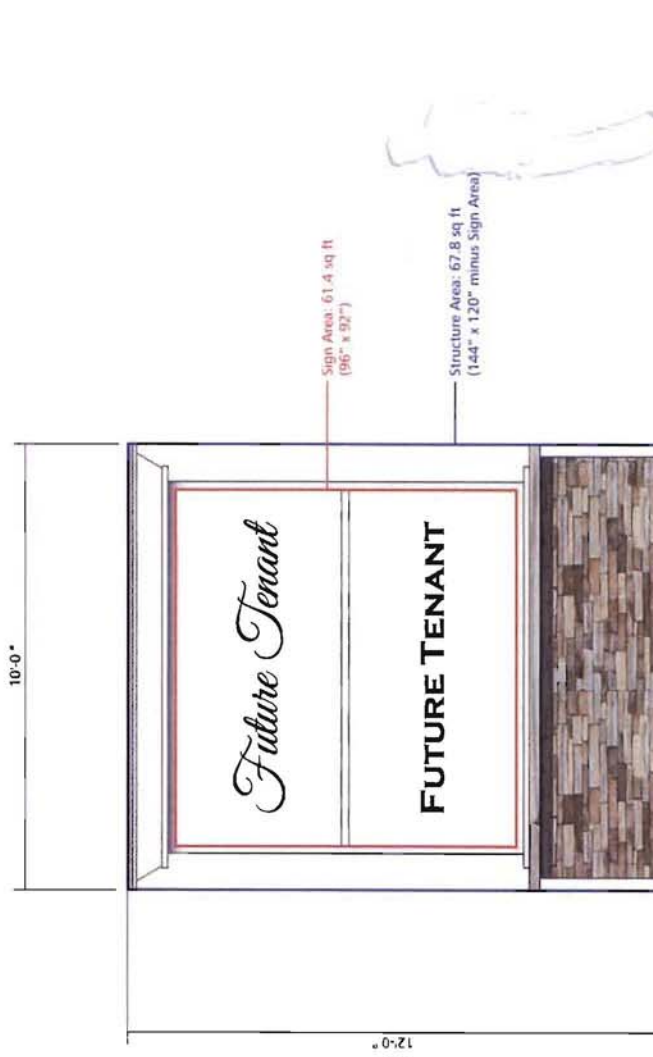 10'-0"
Sign Area: 61.4 sq ft
(96" x 92")
Structure Area: 67.8 sq ft
(144" x 120" minus Sign Area)
Future Tenant
FUTURE TENANT
12'-0"